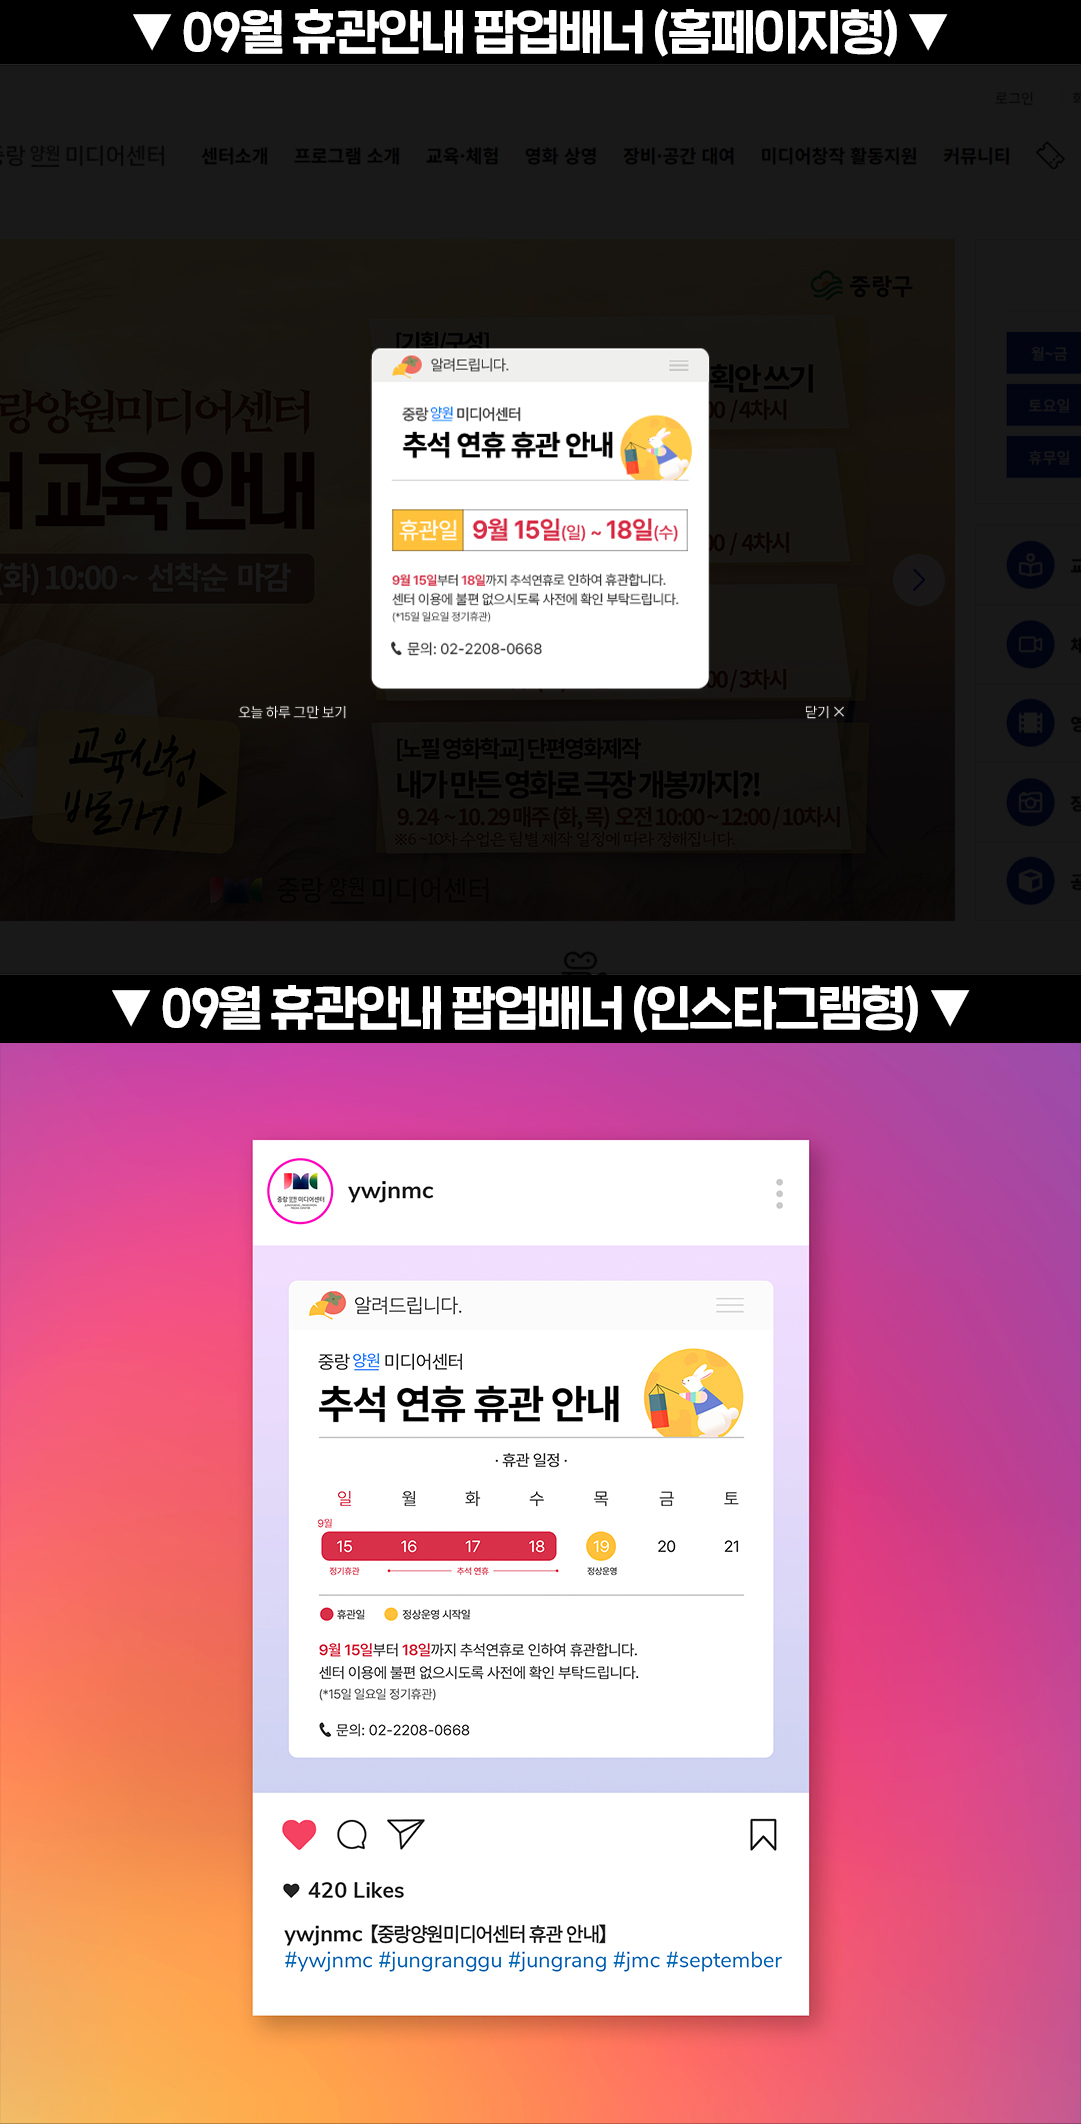 ▼ 09월 휴관안내 팝업배너 (홈페이지형) ▼
로그인
중랑 양원 미디어센터
센터소개 프로그램 소개 교육·체험 영화 상영 장비·공간 대여 미디어창작 활동지원 커뮤니티
중랑구
[기획/구성]
획안 쓰기
00 / 4차시
랑양원미디어센터
교육 안내
(화) 10:00 ~ 선착순 마감
00 / 4차시
00 / 3차시
월~금
토요일
휴무일
알려드립니다.
중랑 양원 미디어센터
추석 연휴 휴관 안내
휴관일 9월 15일(일) ~ 18일(수)
9월 15일부터 18일까지 추석연휴로 인하여 휴관합니다.
센터 이용에 불편 없으시도록 사전에 확인 부탁드립니다.
(*15일 일요일 정기휴관)
문의: 02-2208-0668
오늘 하루 그만 보기
닫기 ×
교육신청
바로가기
[노필 영화학교] 단편영화제작
내가 만든 영화로 극장 개봉까지?!
9. 24 ~ 10. 29 매주 (화, 목) 오전 10:00 ~ 12:00 / 10차시
※6 ~10차 수업은 팀별 제작 일정에 따라 정해집니다.
중랑 양원 미디어센터
▼ 09월 휴관안내 팝업배너 (인스타그램형) ▼
JMC
중랑 양원 미디어센터
ywjnmc
알려드립니다.
중랑 양원 미디어센터
추석 연휴 휴관 안내
· 휴관 일정 ·
일 월 화 수 목 금 토
9월
15 16 17 18 19 20 21
정기휴관 추석 연휴 정상운영
휴관일 정상운영 시작일
9월 15일부터 18일까지 추석연휴로 인하여 휴관합니다.
센터 이용에 불편 없으시도록 사전에 확인 부탁드립니다.
(*15일 일요일 정기휴관)
문의: 02-2208-0668
420 Likes
ywjnmc 【중랑양원미디어센터 휴관 안내】
#ywjnmc #jungranggu #jungrang #jmc #september